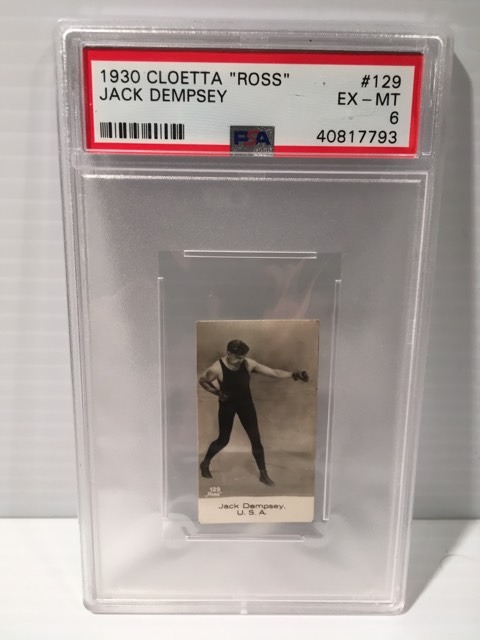 1930 CLOETTA "ROSS" #129
JACK DEMPSEY EX - MT
6
PSA 40817793
129
„Ross"
Jack Dempsey.
U. S. A.